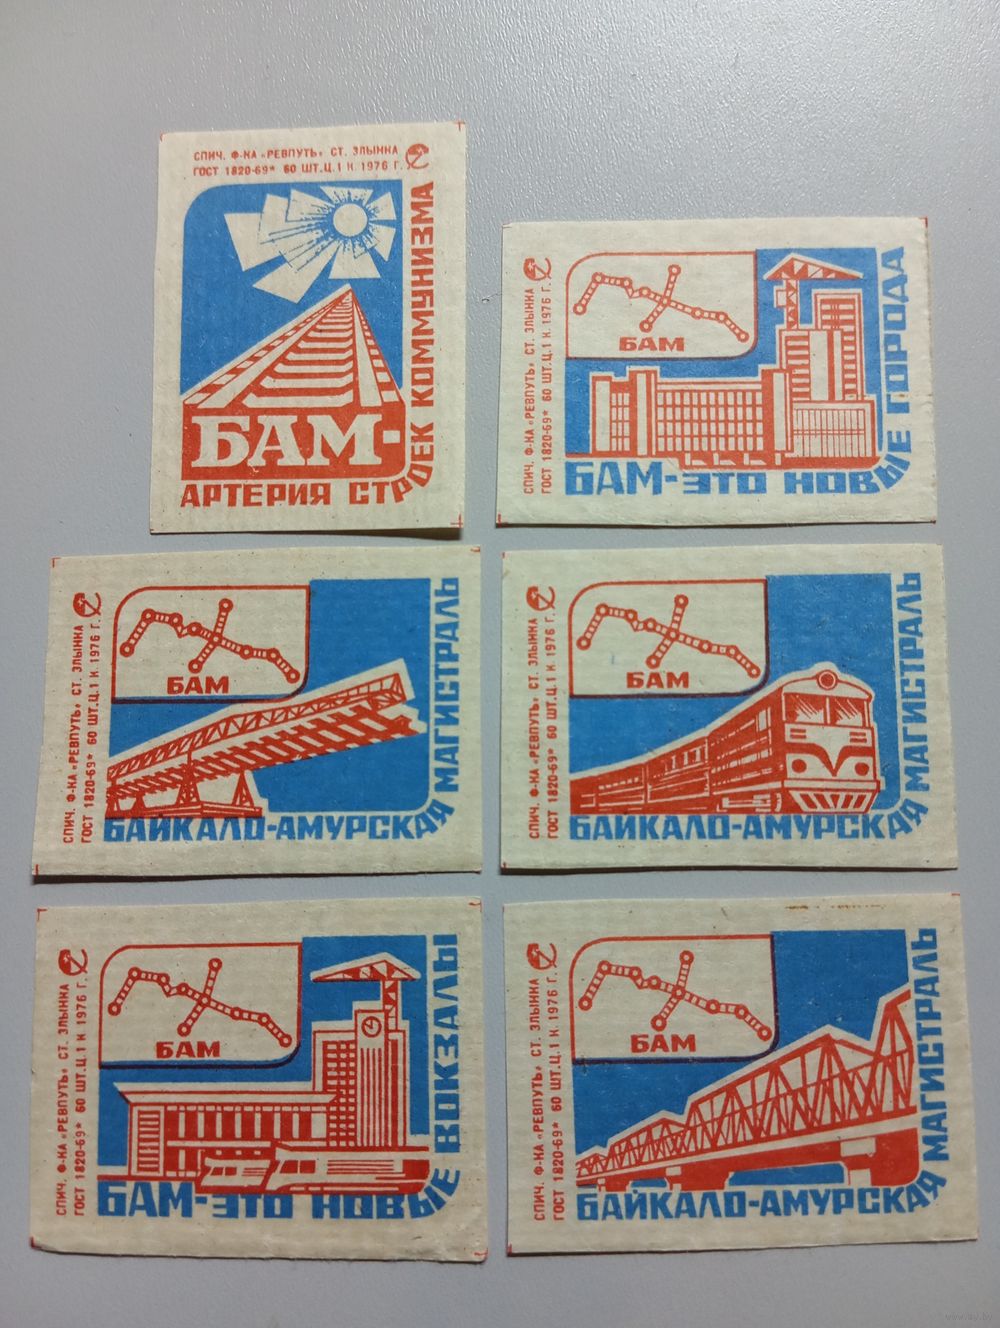 СПИЧ. Ф-КА «РЕВПУТЬ» СТ. ЗЛЫНКА
ГОСТ 1820-69* 60 ШТ.Ц.1 К. 1976 Г.
БАМ-
АРТЕРИЯ СТРОЕК КОММУНИЗМА
СПИЧ. Ф-КА «РЕВПУТЬ» СТ. ЗЛЫНКА
ГОСТ 1820-69* 60 ШТ.Ц.1 К. 1976 Г.
БАМ
БАМ-ЭТО НОВЫЕ ГОРОДА
СПИЧ. Ф-КА «РЕВПУТЬ» СТ. ЗЛЫНКА
ГОСТ 1820-69* 60 ШТ.Ц.1 К. 1976 Г.
БАМ
БАЙКАЛО-АМУРСКАЯ МАГИСТРАЛЬ
СПИЧ. Ф-КА «РЕВПУТЬ» СТ. ЗЛЫНКА
ГОСТ 1820-69* 60 ШТ.Ц.1 К. 1976 Г.
БАМ
БАЙКАЛО-АМУРСКАЯ МАГИСТРАЛЬ
СПИЧ. Ф-КА «РЕВПУТЬ» СТ. ЗЛЫНКА
ГОСТ 1820-69* 60 ШТ.Ц.1 К. 1976 Г.
БАМ
БАМ-ЭТО НОВЫЕ ВОКЗАЛЫ
СПИЧ. Ф-КА «РЕВПУТЬ» СТ. ЗЛЫНКА
ГОСТ 1820-69* 60 ШТ.Ц.1 К. 1976 Г.
БАМ
БАЙКАЛО-АМУРСКАЯ МАГИСТРАЛЬ